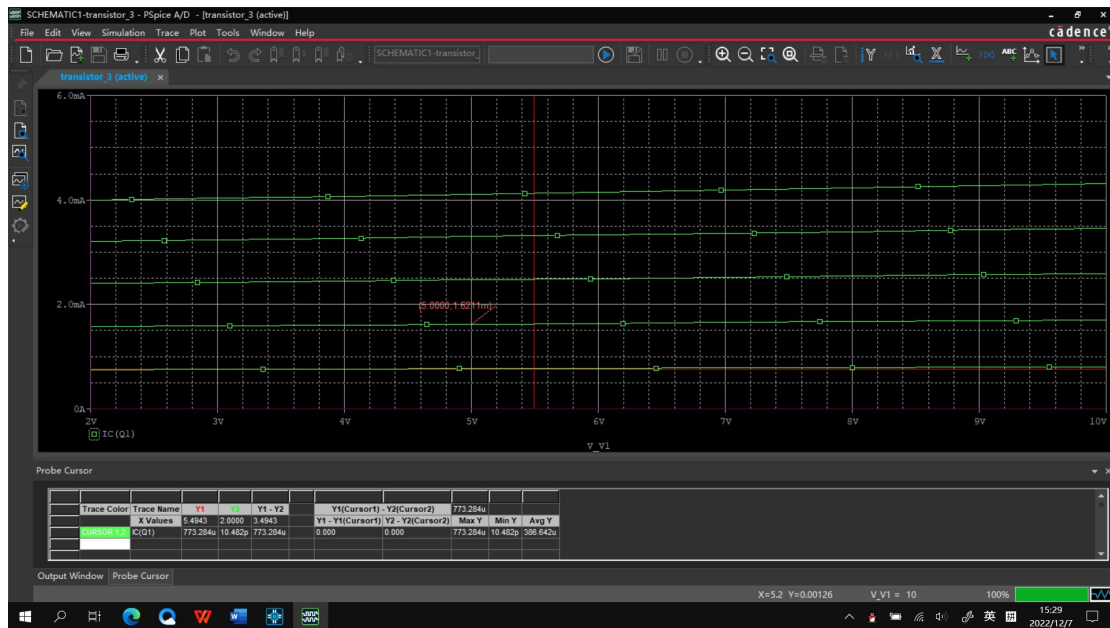 SCHEMATIC1-transistor_3 - PSpice A/D - [transistor_3 (active)]
File Edit View Simulation Trace Plot Tools Window Help
cādence
SCHEMATIC1-transistor_
transistor_3 (active) ×
6.0mA
4.0mA
2.0mA
0A
(5.0000,1.6211m)
2V 3V 4V 5V 6V 7V 8V 9V 10V
IC(Q1)
V_V1
Probe Cursor
Trace Color Trace Name Y1 Y2 Y1 - Y2 Y1(Cursor1) - Y2(Cursor2) 773.284u
X Values 5.4943 2.0000 3.4943 Y1 - Y1(Cursor1) Y2 - Y2(Cursor2) Max Y Min Y Avg Y
CURSOR 1,2 IC(Q1) 773.284u 10.482p 773.284u 0.000 0.000 773.284u 10.482p 386.642u
Output Window Probe Cursor
X=5.2 Y=0.00126 V_V1 = 10 100%
英
15:29
2022/12/7